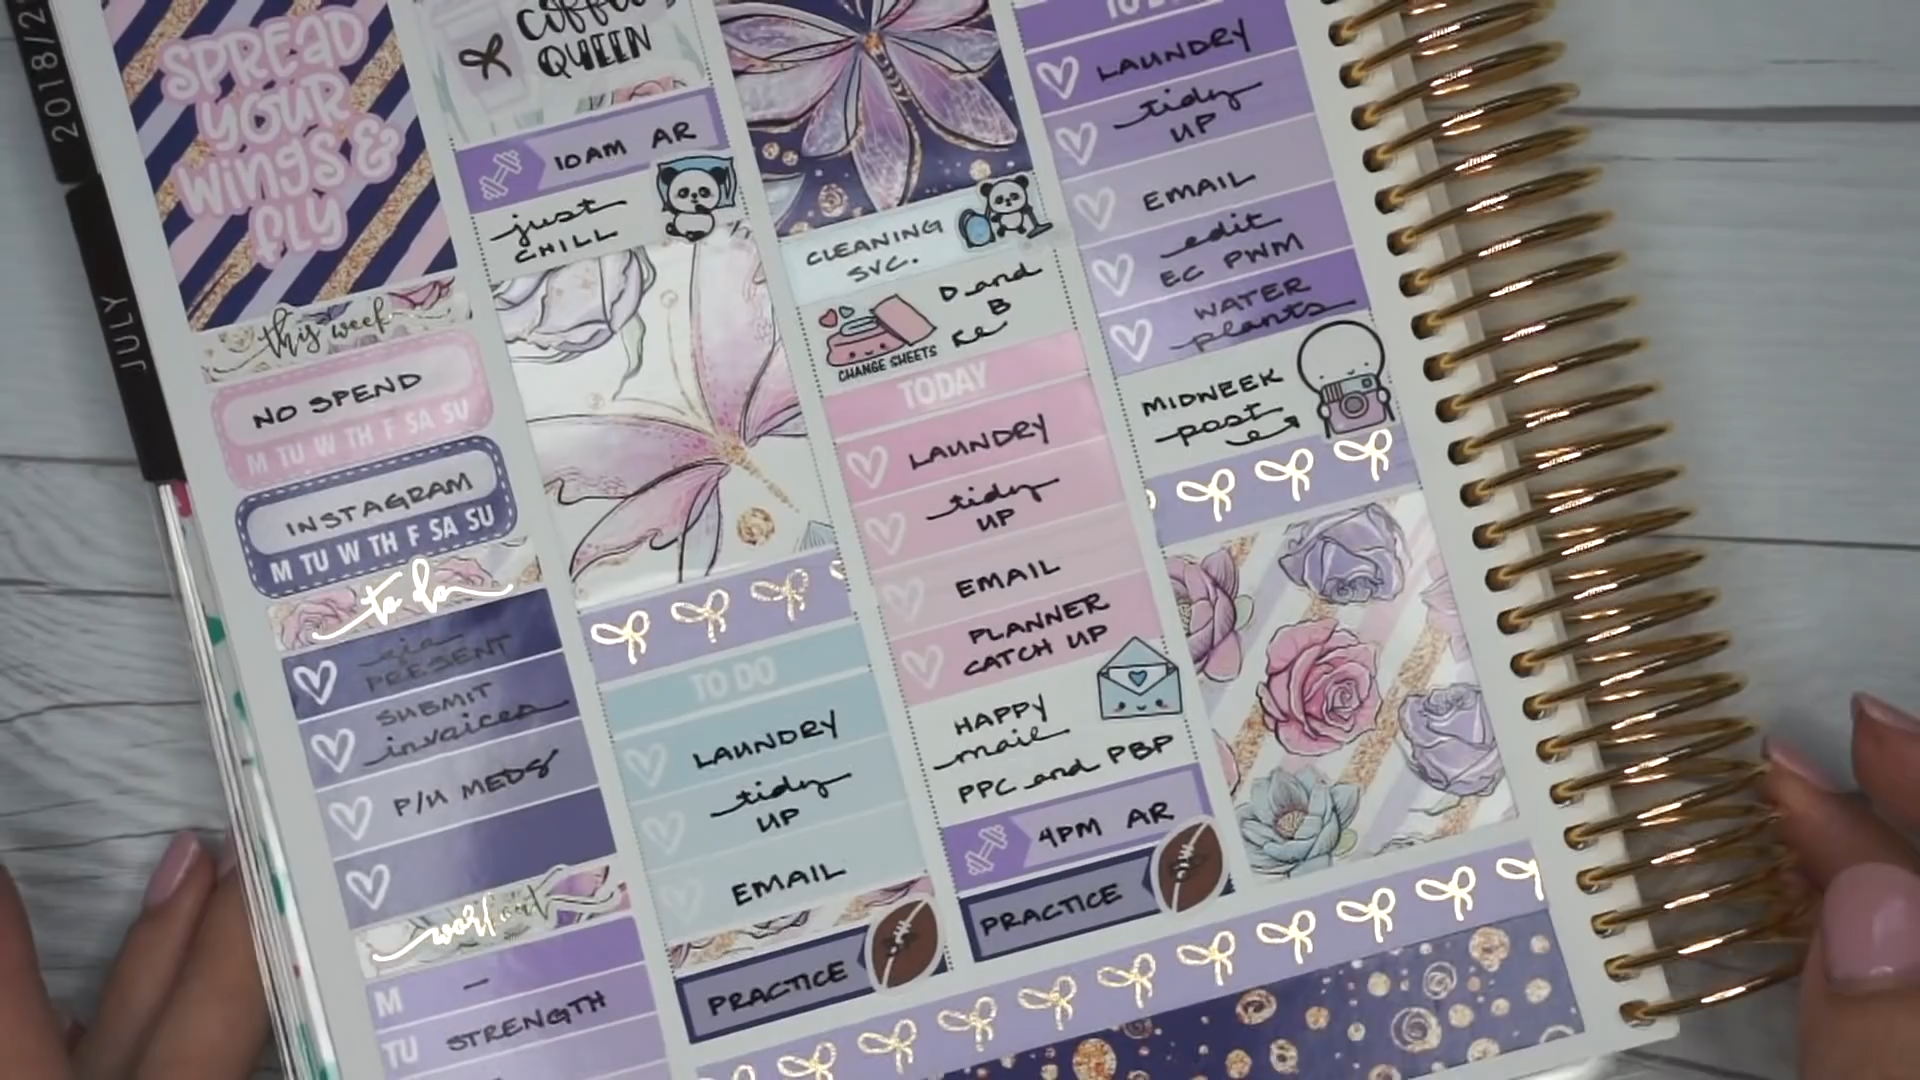 2018/2
JULY
SPREAD
YOUR
wings &
fly
this week
NO SPEND
M TU W TH F SA SU
INSTAGRAM
M TU W TH F SA SU
to do
gia
PRESENT
SUBMIT
invoices
P/U MEDS
workout
M –
TU STRENGTH
coffee
QUEEN
10AM AR
just
CHILL
TO DO
LAUNDRY
tidy
UP
EMAIL
PRACTICE
CLEANING
SVC.
D and
B
Re
CHANGE SHEETS
TODAY
LAUNDRY
tidy
UP
EMAIL
PLANNER
CATCH UP
HAPPY
mail
PPC and PBP
4PM AR
PRACTICE
LAUNDRY
tidy
UP
EMAIL
edit
EC PWM
WATER
plants
MIDWEEK
post